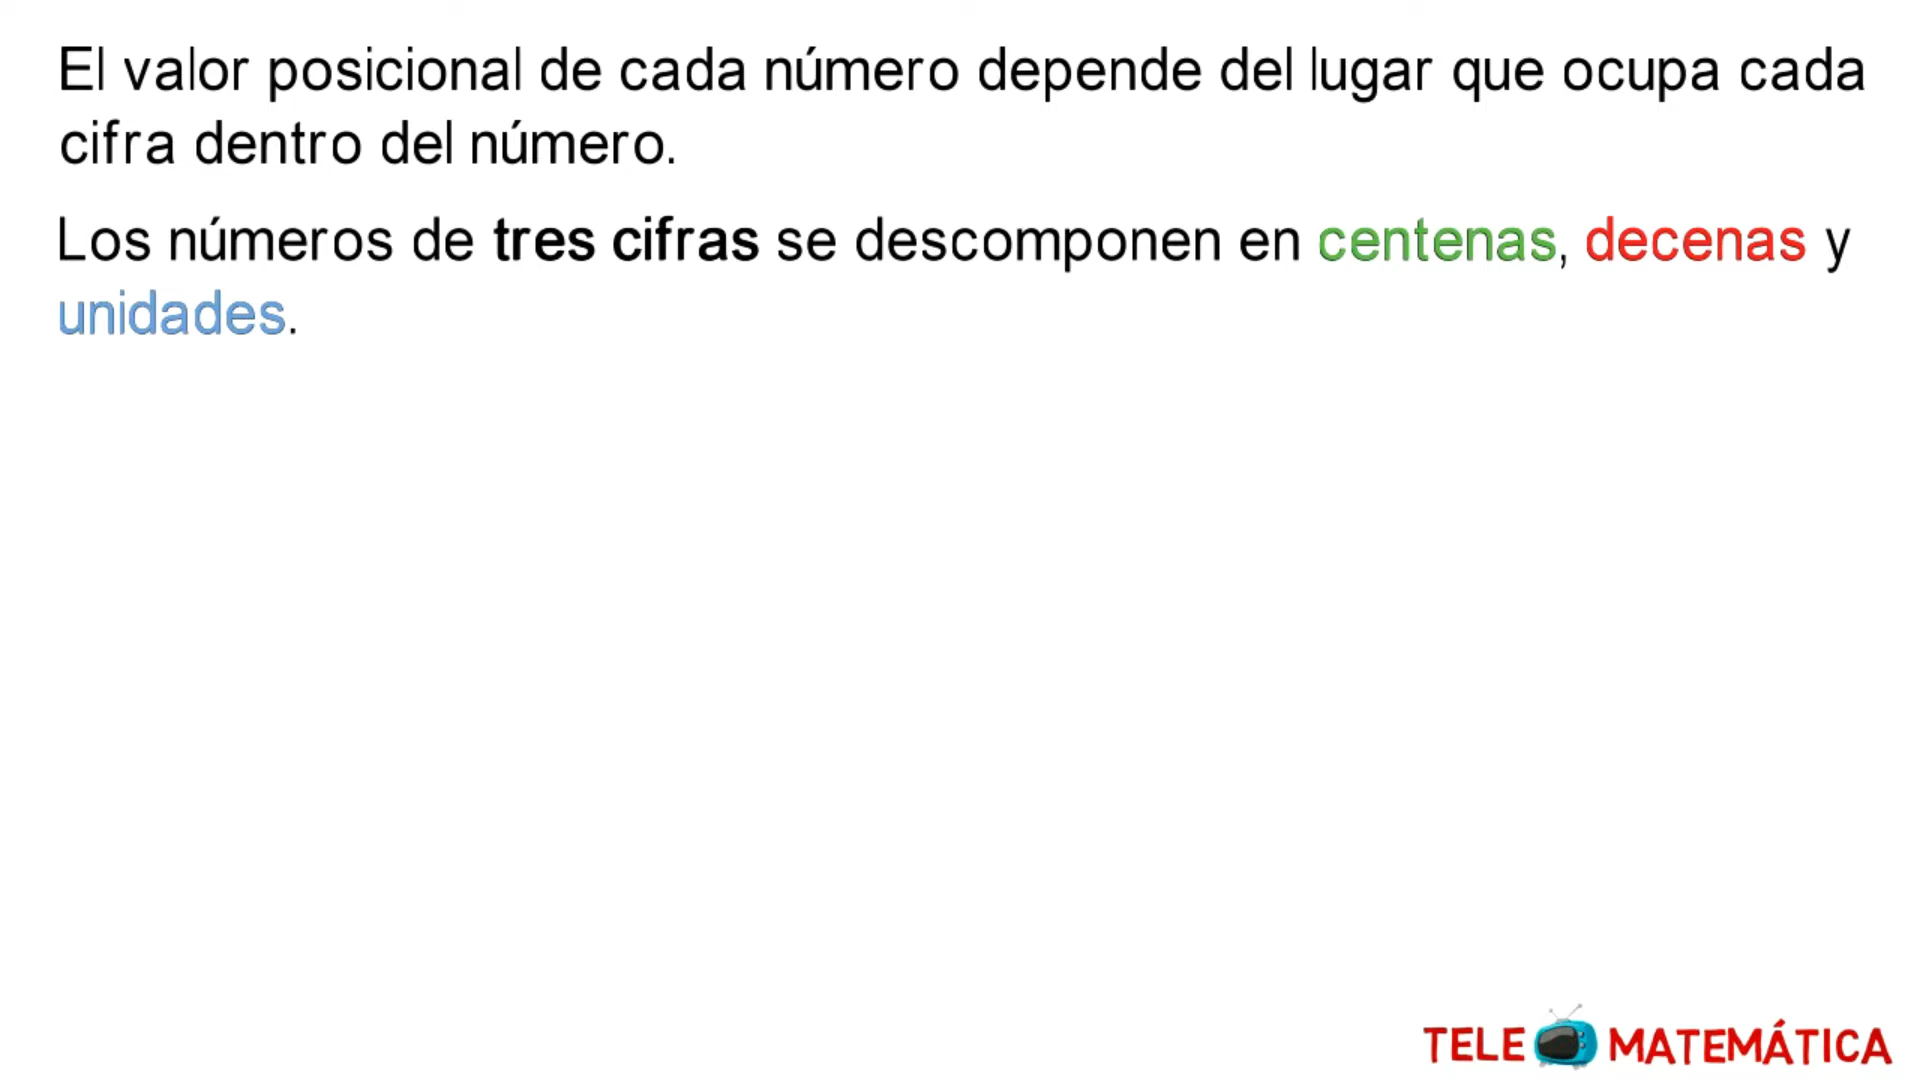 El valor posicional de cada número depende del lugar que ocupa cada
cifra dentro del número.
Los números de tres cifras se descomponen en centenas, decenas y
unidades.
TELE MATEMÁTICA